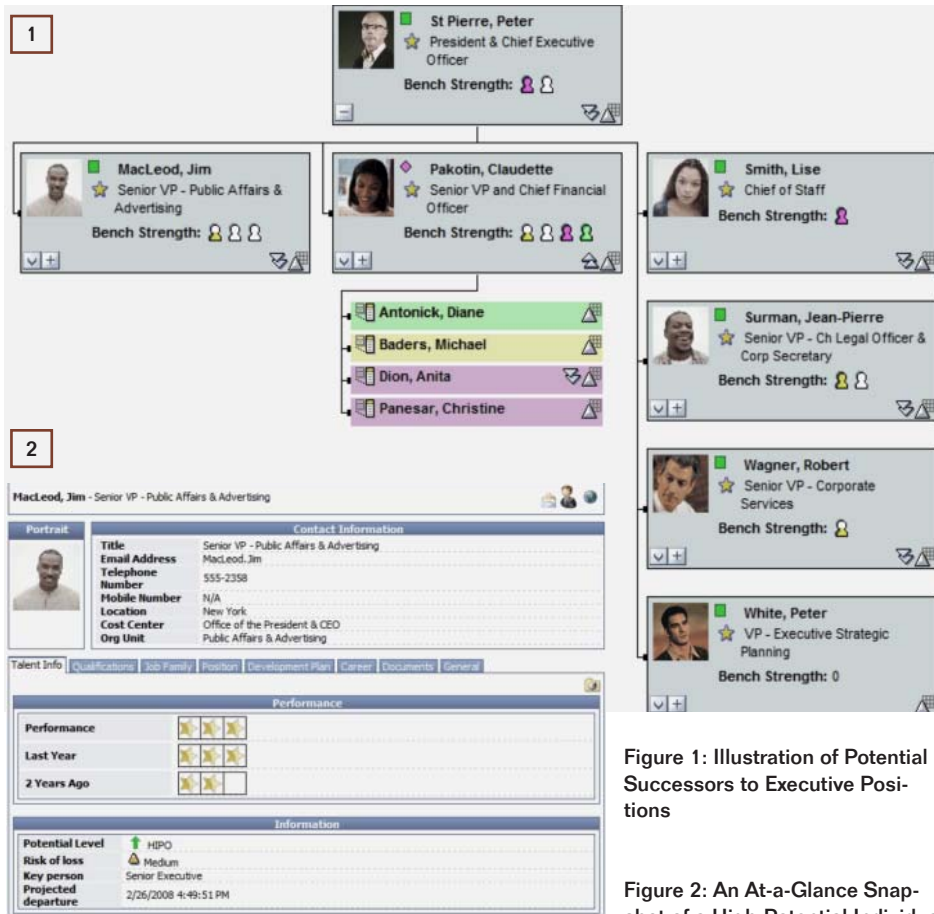 1
St Pierre, Peter
President & Chief Executive
Officer
Bench Strength:
MacLeod, Jim
Senior VP - Public Affairs &
Advertising
Bench Strength:
Pakotin, Claudette
Senior VP and Chief Financial
Officer
Bench Strength:
Smith, Lise
Chief of Staff
Bench Strength:
Antonick, Diane
Baders, Michael
Dion, Anita
Panesar, Christine
Surman, Jean-Pierre
Senior VP - Ch Legal Officer &
Corp Secretary
Bench Strength:
Wagner, Robert
Senior VP - Corporate
Services
Bench Strength:
White, Peter
VP - Executive Strategic
Planning
Bench Strength: 0
2
MacLeod, Jim - Senior VP - Public Affairs & Advertising
Portrait
Contact Information
Title Senior VP - Public Affairs & Advertising
Email Address MacLeod.Jim
Telephone
Number 555-2358
Mobile Number N/A
Location New York
Cost Center Office of the President & CEO
Org Unit Public Affairs & Advertising
Talent Info Qualifications Job Family Position Development Plan Career Documents General
Performance
Performance
Last Year
2 Years Ago
Information
Potential Level HIPO
Risk of loss Medium
Key person Senior Executive
Projected
departure 2/26/2008 4:49:51 PM
Figure 1: Illustration of Potential
Successors to Executive Posi-
tions
Figure 2: An At-a-Glance Snap-
shot of a High Potential Individ